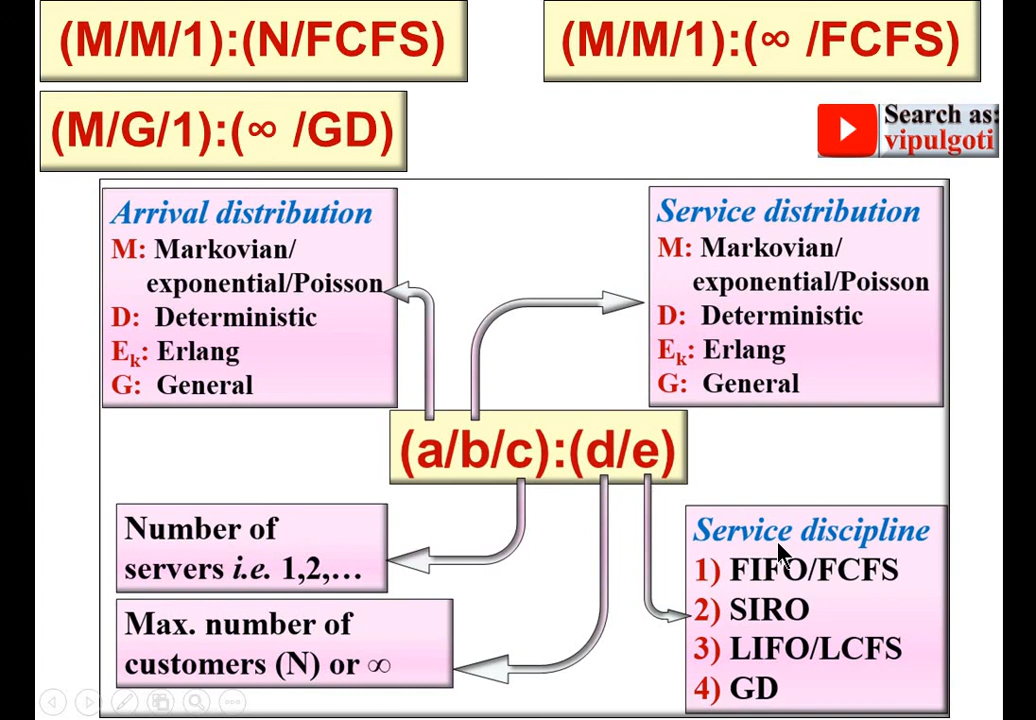 (M/M/1):(N/FCFS)
(M/M/1):(∞ /FCFS)
(M/G/1):(∞ /GD)
Search as:
vipulgoti
Arrival distribution
M: Markovian/
exponential/Poisson
D: Deterministic
Ek: Erlang
G: General
Service distribution
M: Markovian/
exponential/Poisson
D: Deterministic
Ek: Erlang
G: General
(a/b/c):(d/e)
Number of
servers i.e. 1,2,…
Max. number of
customers (N) or ∞
Service discipline
1) FIFO/FCFS
2) SIRO
3) LIFO/LCFS
4) GD